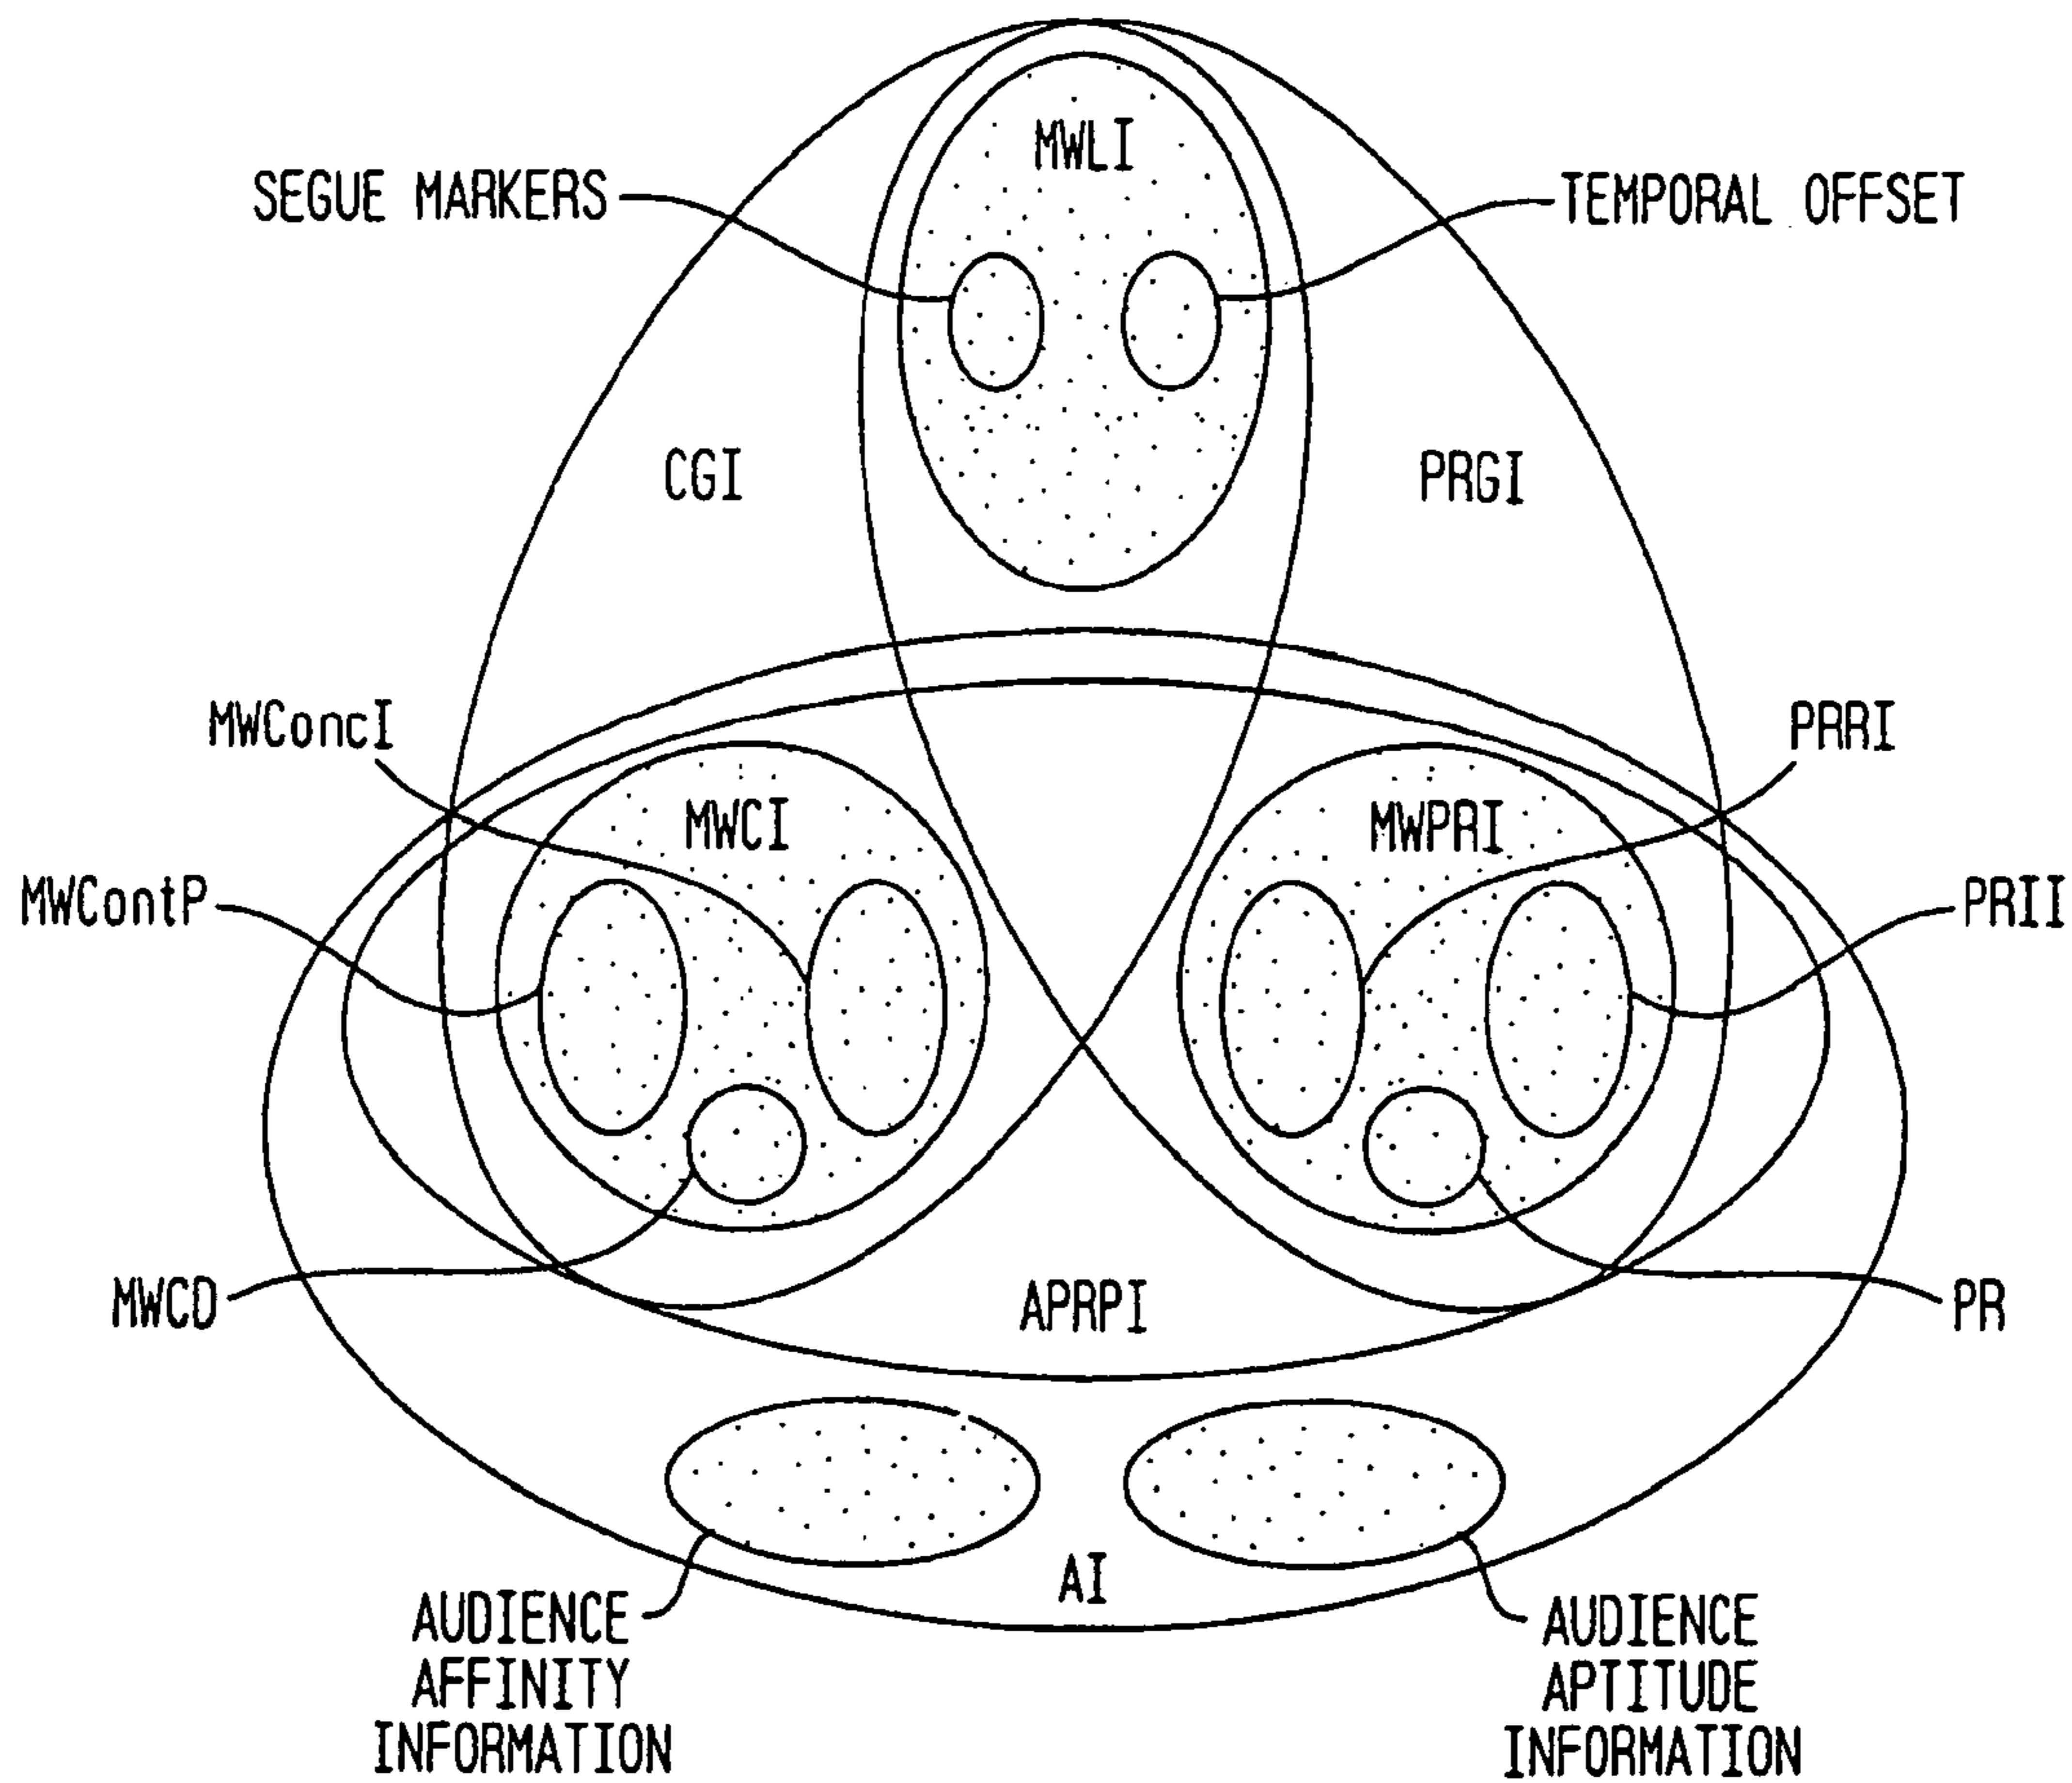 MWLI
SEGUE MARKERS
TEMPORAL OFFSET
CGI
PRGI
MWConcI
PRRI
MWCI
MWPRI
MWContP
PRII
MWCD
APRPI
PR
AI
AUDIENCE
AFFINITY
INFORMATION
AUDIENCE
APTITUDE
INFORMATION